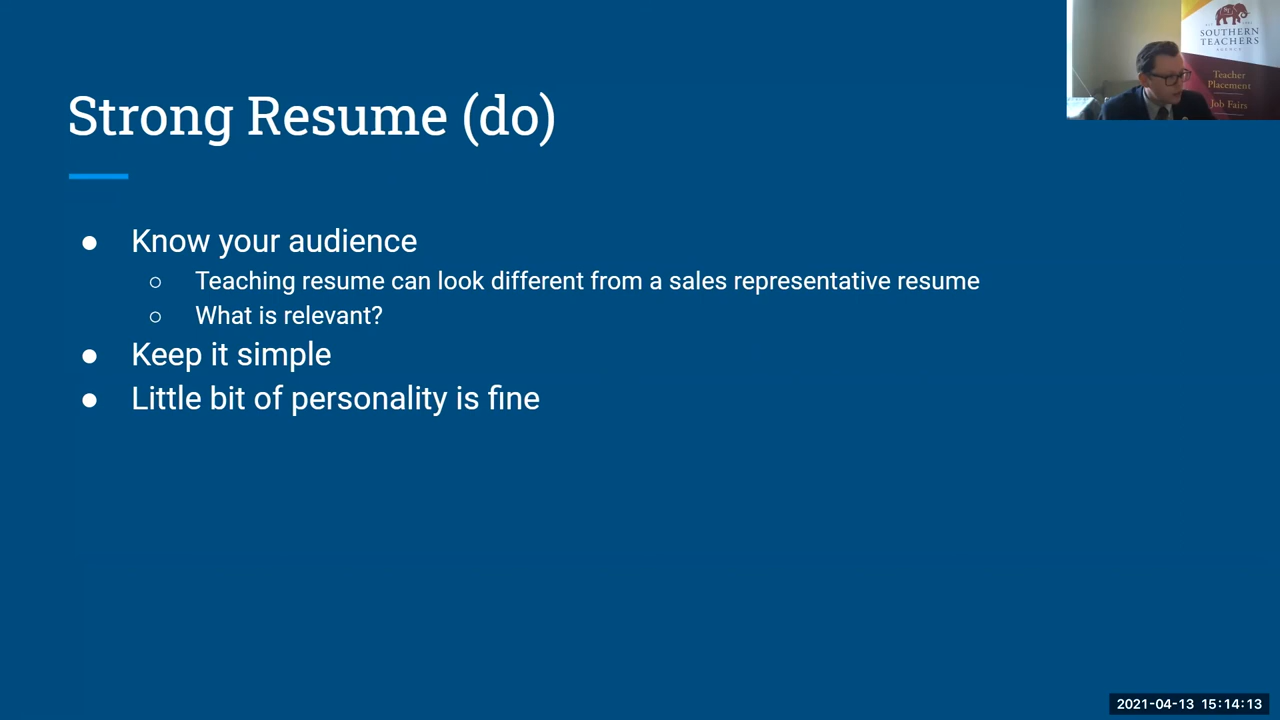 Strong Resume (do)
● Know your audience
○ Teaching resume can look different from a sales representative resume
○ What is relevant?
● Keep it simple
● Little bit of personality is fine
SOUTHERN
TEACHERS
Teacher
Placement
Job Fairs
2021-04-13 15:14:13